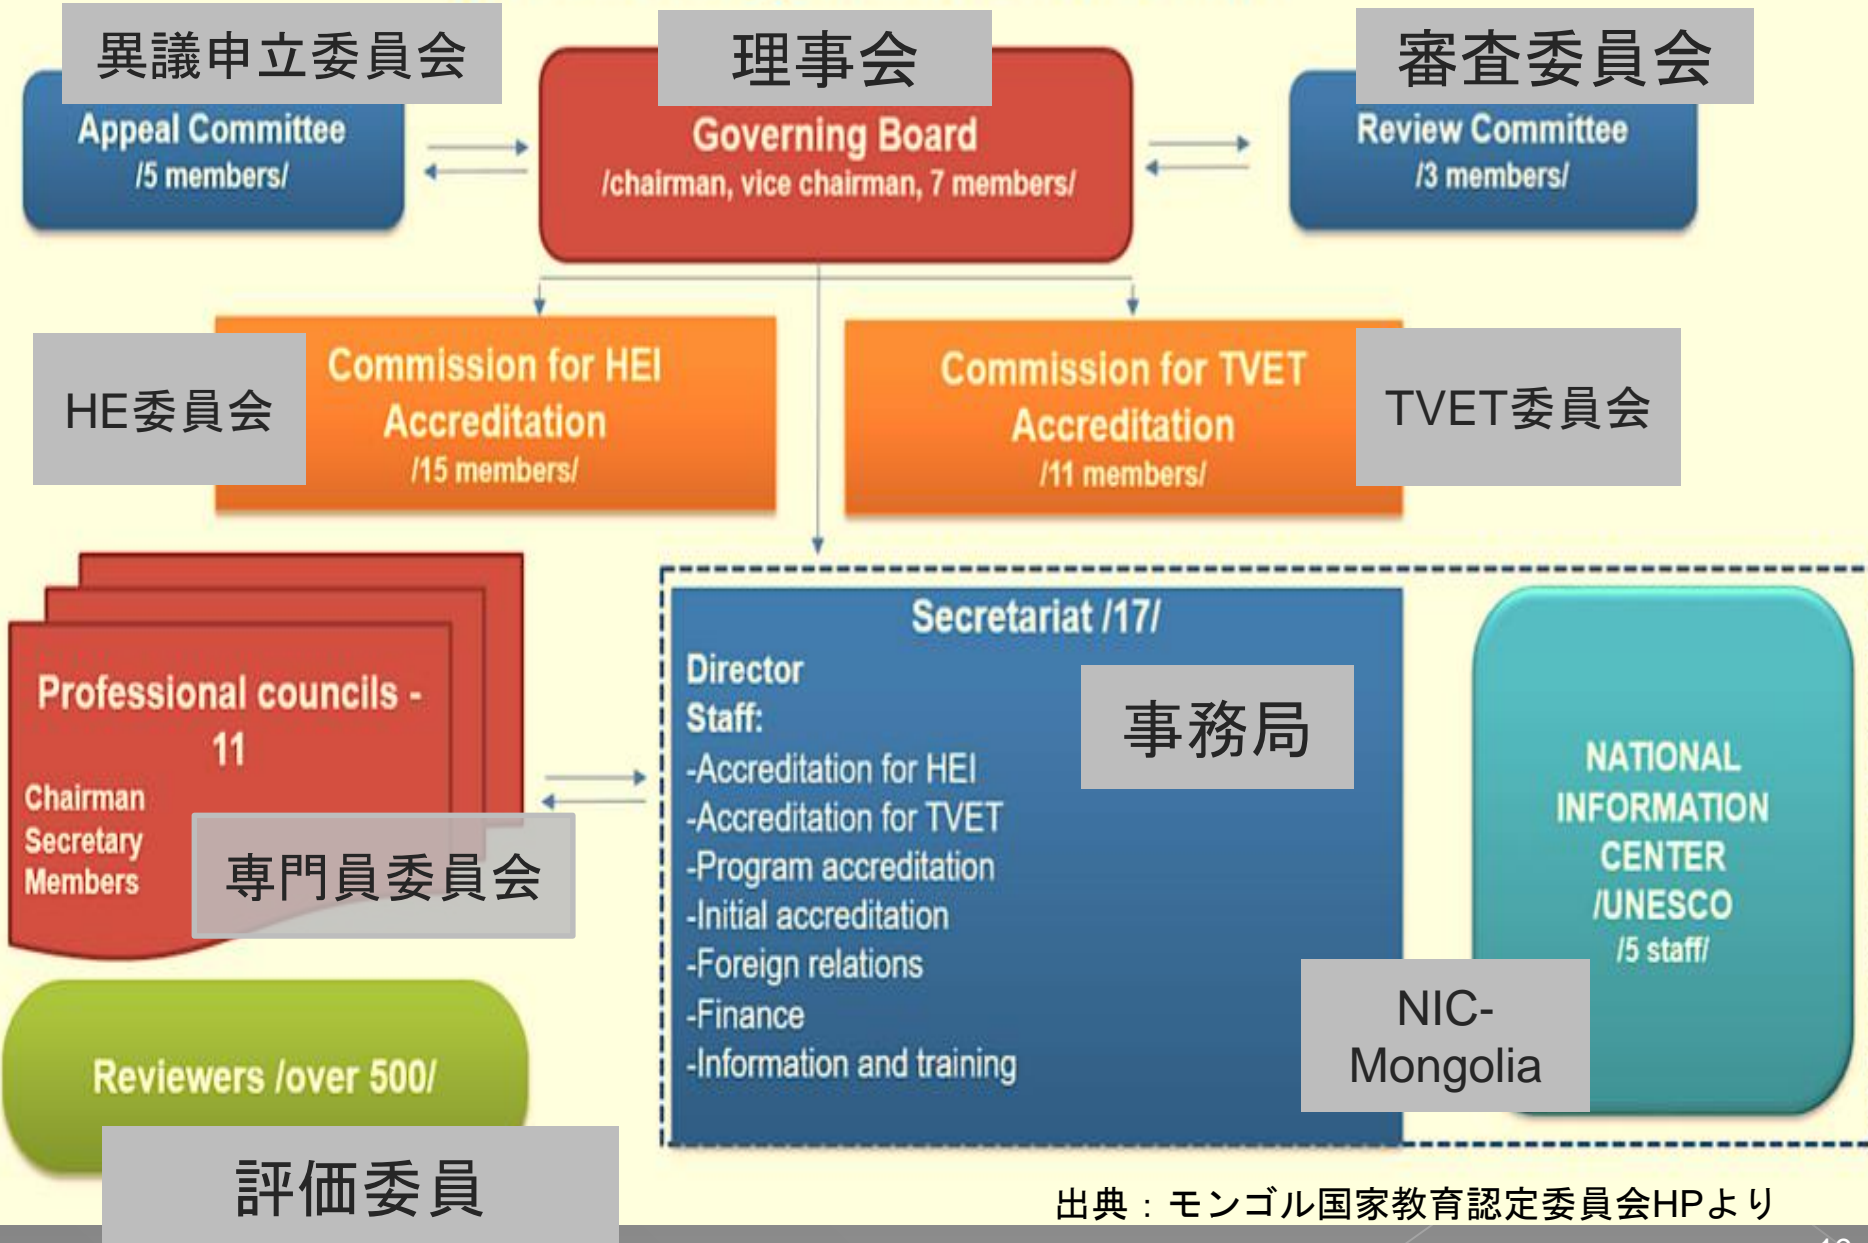 異議申立委員会
Appeal Committee
/5 members/
理事会
Governing Board
/chairman, vice chairman, 7 members/
審査委員会
Review Committee
/3 members/
HE委員会
Commission for HEI
Accreditation
/15 members/
Commission for TVET
Accreditation
/11 members/
TVET委員会
Professional councils -
11
Chairman
Secretary
Members
専門員委員会
Secretariat /17/
Director
Staff:
-Accreditation for HEI
-Accreditation for TVET
-Program accreditation
-Initial accreditation
-Foreign relations
-Finance
-Information and training
事務局
NATIONAL
INFORMATION
CENTER
/UNESCO
/5 staff/
NIC-
Mongolia
Reviewers /over 500/
評価委員
出典：モンゴル国家教育認定委員会HPより